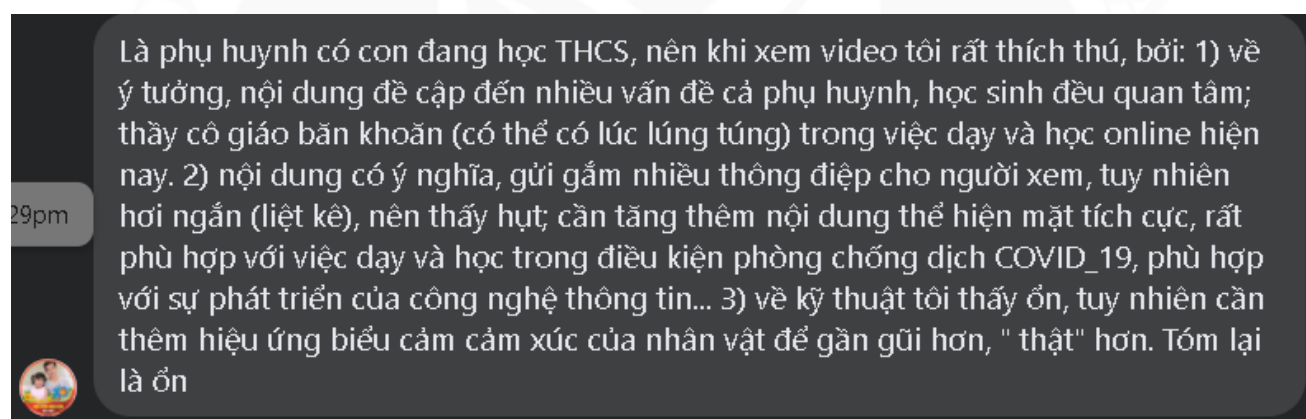 Là phụ huynh có con đang học THCS, nên khi xem video tôi rất thích thú, bởi: 1) về
ý tưởng, nội dung đề cập đến nhiều vấn đề cả phụ huynh, học sinh đều quan tâm;
thầy cô giáo băn khoăn (có thể có lúc lúng túng) trong việc dạy và học online hiện
nay. 2) nội dung có ý nghĩa, gửi gắm nhiều thông điệp cho người xem, tuy nhiên
29pm
hơi ngắn (liệt kê), nên thấy hụt; cần tăng thêm nội dung thể hiện mặt tích cực, rất
phù hợp với việc dạy và học trong điều kiện phòng chống dịch COVID_19, phù hợp
với sự phát triển của công nghệ thông tin... 3) về kỹ thuật tôi thấy ổn, tuy nhiên cần
thêm hiệu ứng biểu cảm cảm xúc của nhân vật để gần gũi hơn, " thật" hơn. Tóm lại
là ổn